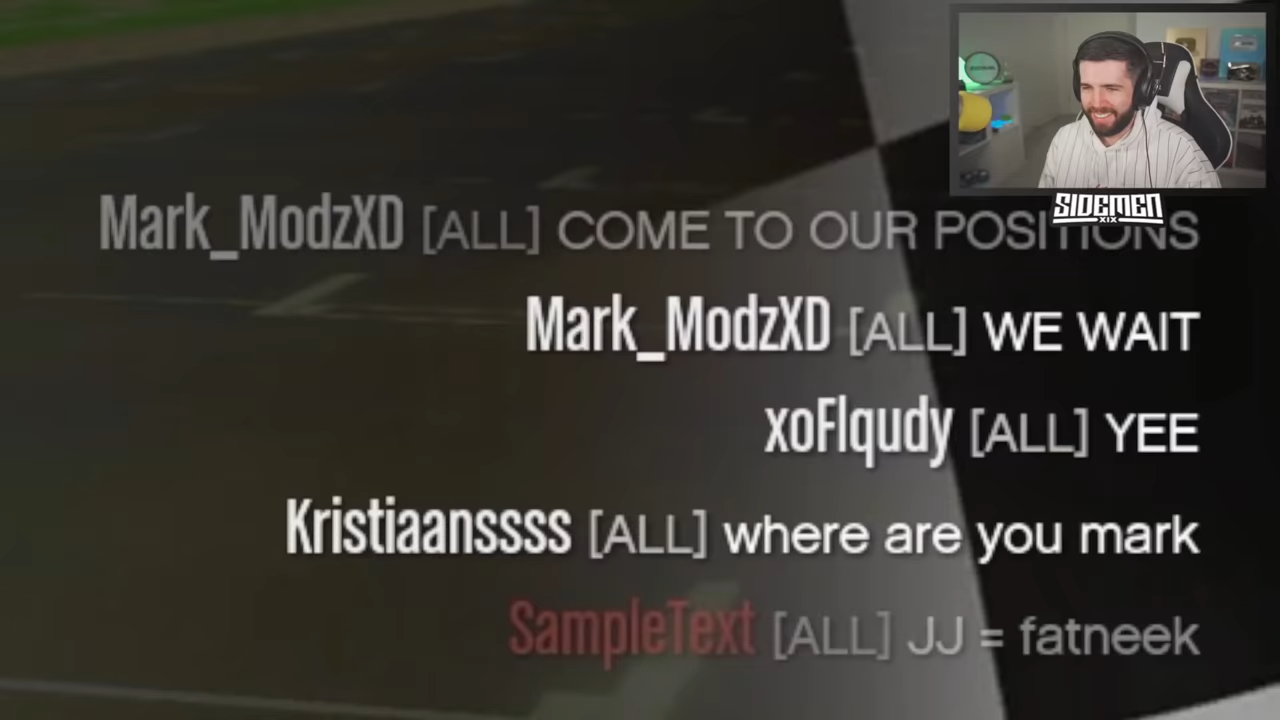 SIDEMEN
XIX
Mark_ModzXD [ALL] COME TO OUR POSITIONS
Mark_ModzXD [ALL] WE WAIT
xoFlqudy [ALL] YEE
Kristiaanssss [ALL] where are you mark
SampleText [ALL] JJ = fatneek